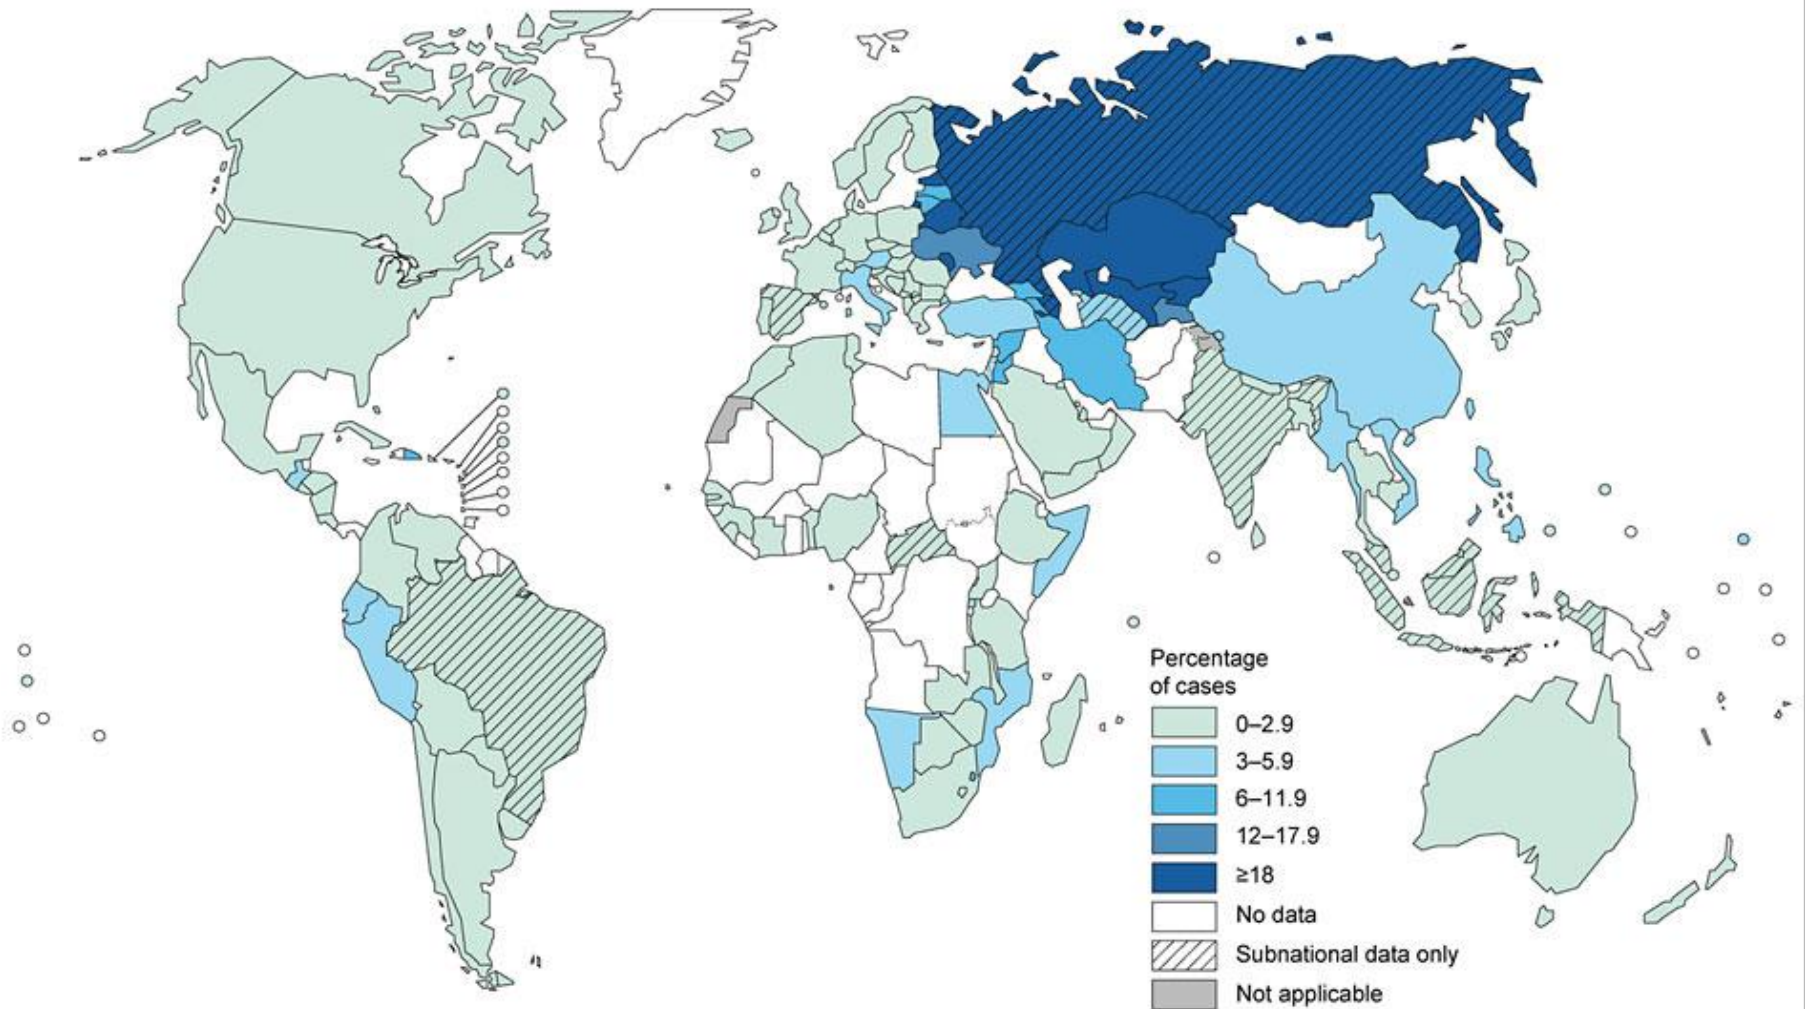 Percentage
of cases
0–2.9
3–5.9
6–11.9
12–17.9
≥18
No data
Subnational data only
Not applicable